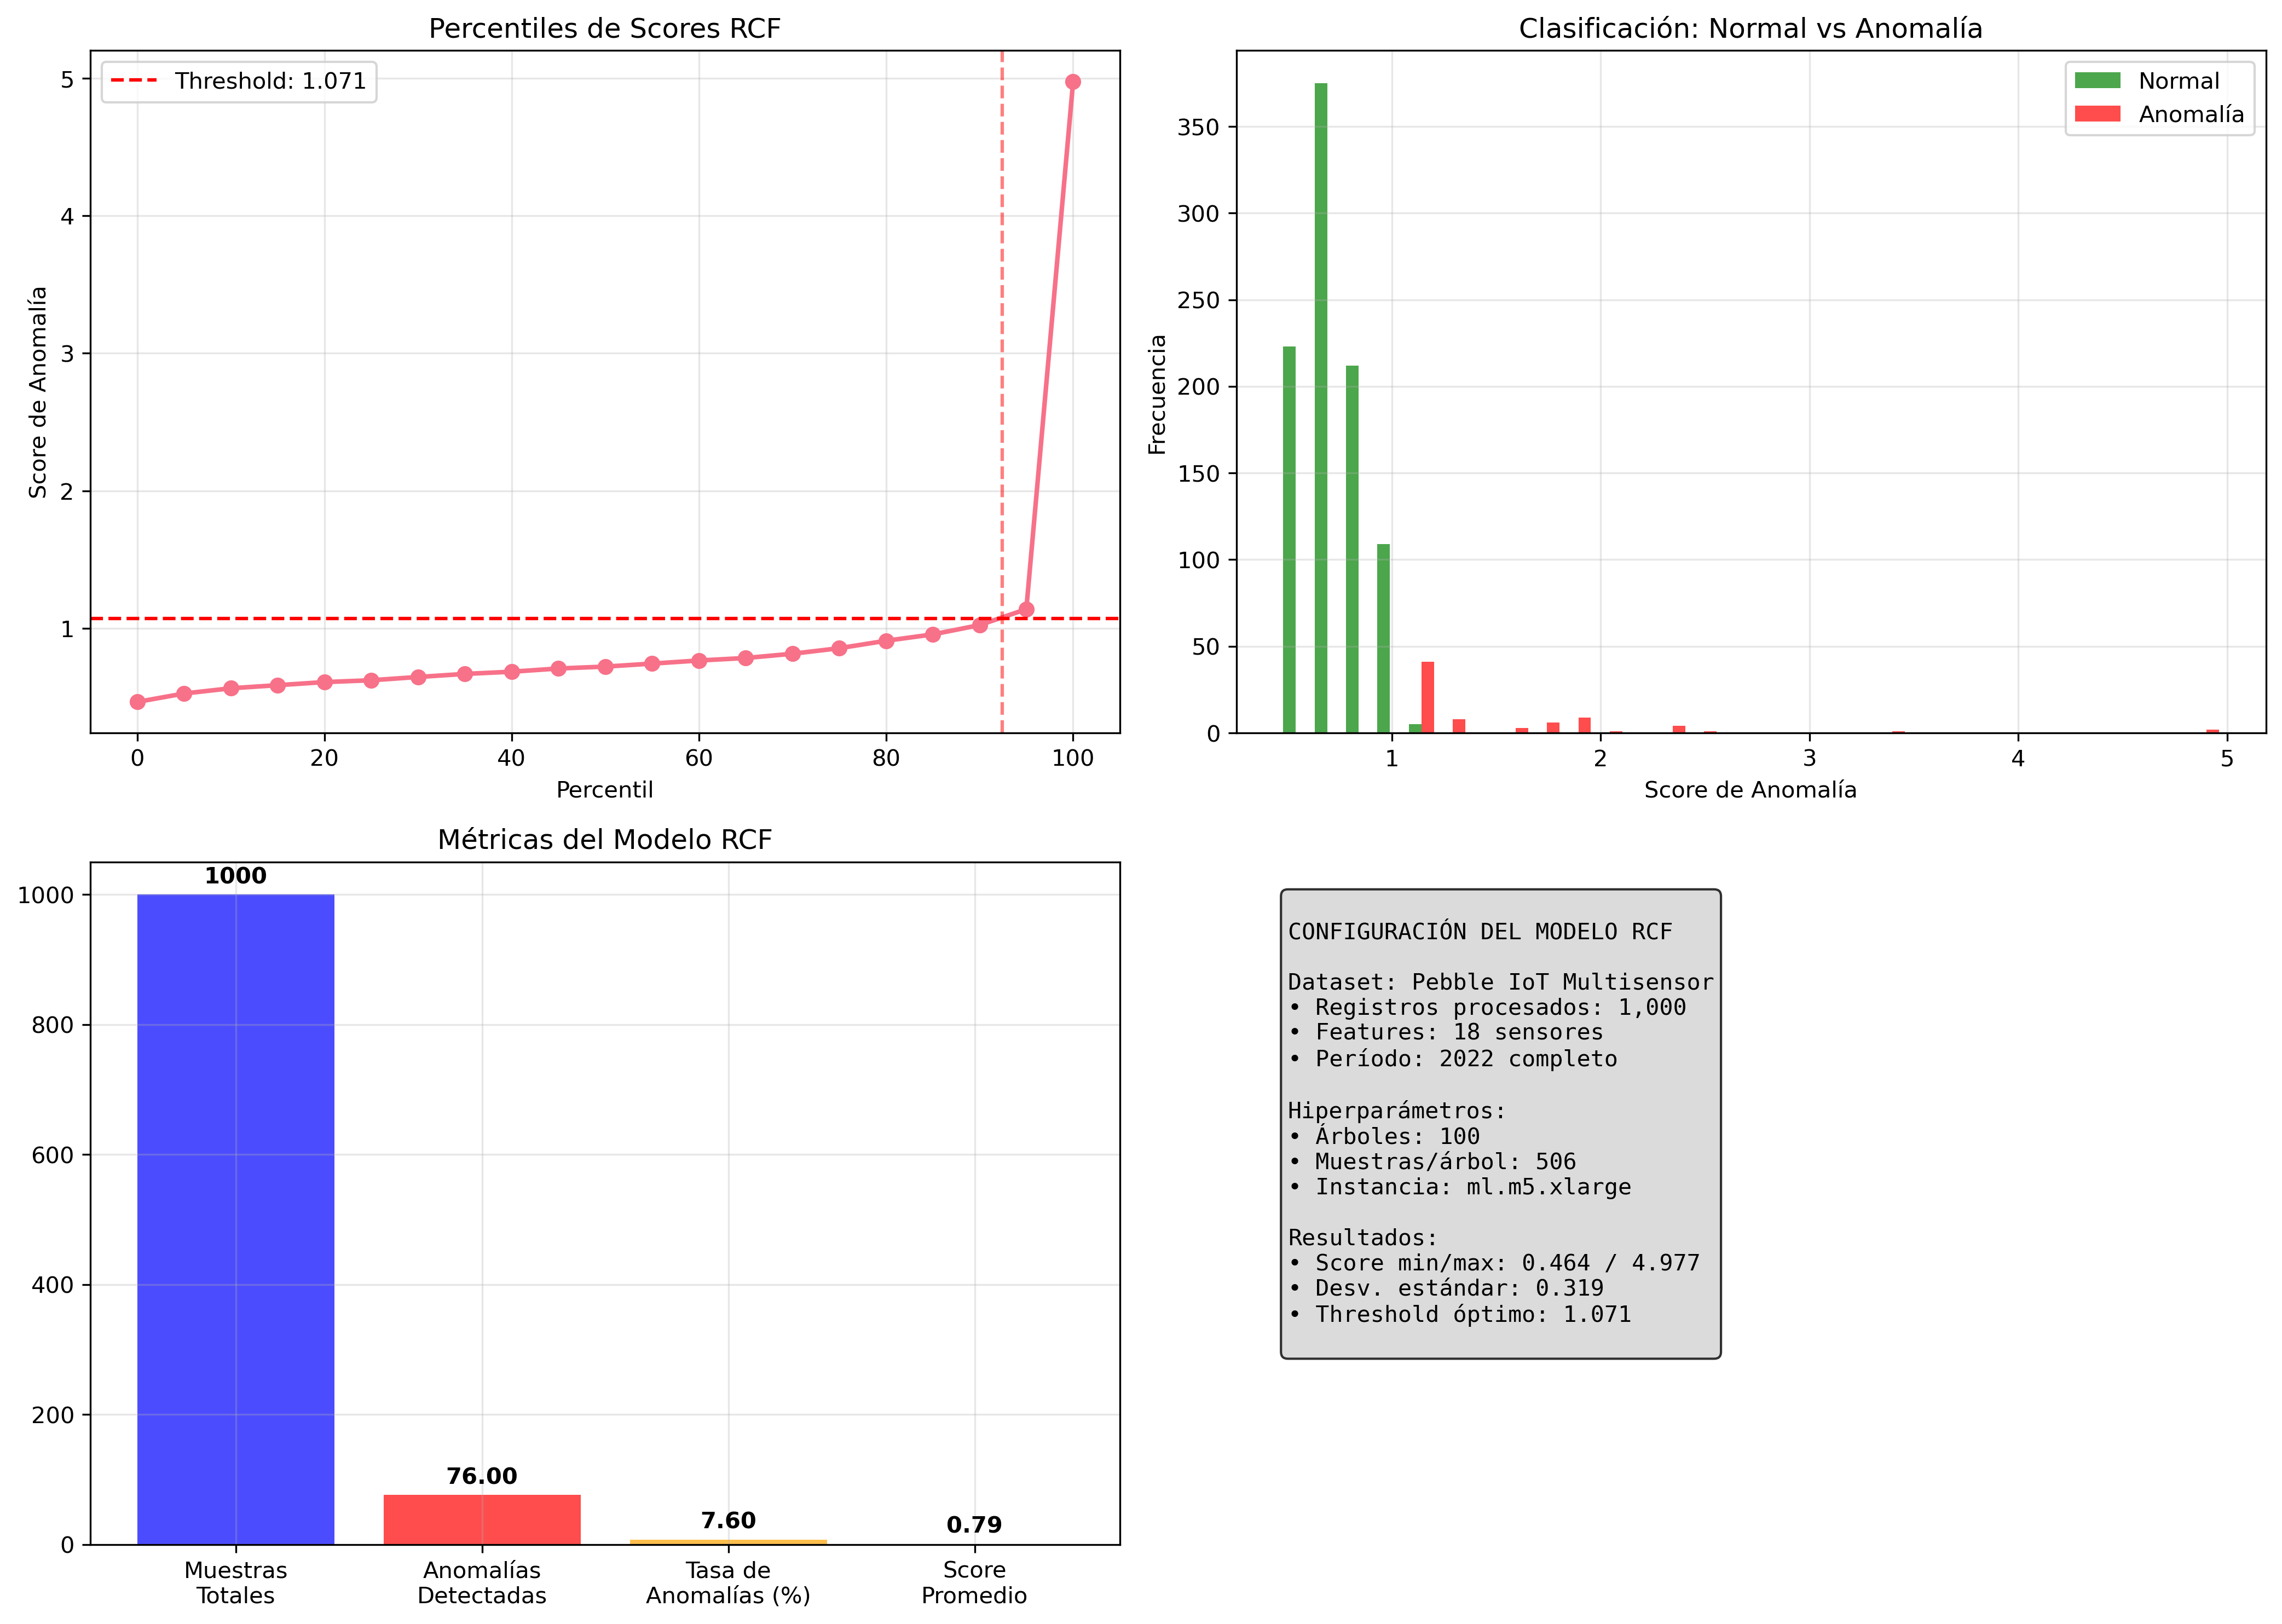 Percentiles de Scores RCF
Threshold: 1.071
5
4
3
2
1
Score de Anomalía
0
20
40
60
80
100
Percentil
Clasificación: Normal vs Anomalía
Normal
Anomalía
350
300
250
200
150
100
50
0
Frecuencia
1
2
3
4
5
Score de Anomalía
Métricas del Modelo RCF
1000
800
600
400
200
0
1000
76.00
7.60
0.79
Muestras
Totales
Anomalías
Detectadas
Tasa de
Anomalías (%)
Score
Promedio
CONFIGURACIÓN DEL MODELO RCF
Dataset: Pebble IoT Multisensor
• Registros procesados: 1,000
• Features: 18 sensores
• Período: 2022 completo
Hiperparámetros:
• Árboles: 100
• Muestras/árbol: 506
• Instancia: ml.m5.xlarge
Resultados:
• Score min/max: 0.464 / 4.977
• Desv. estándar: 0.319
• Threshold óptimo: 1.071